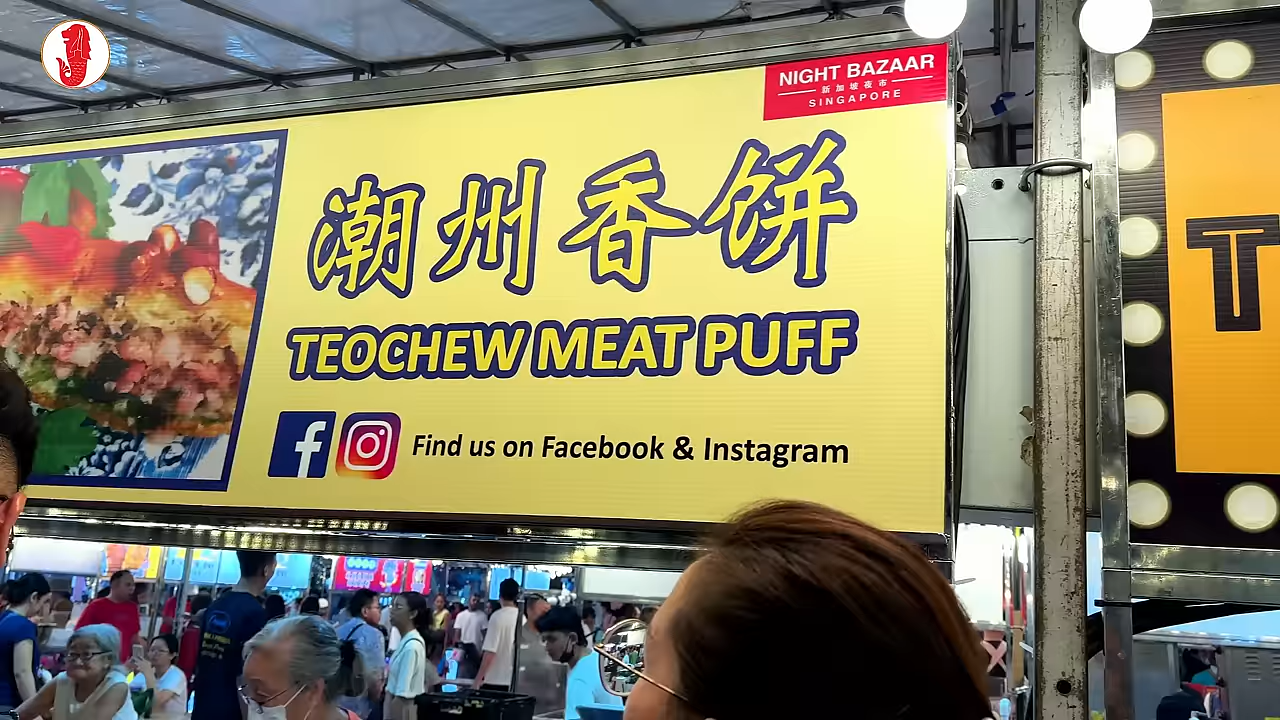 NIGHT BAZAAR
新加坡夜市
SINGAPORE
潮州香饼
TEOCHEW MEAT PUFF
f
Find us on Facebook & Instagram
T